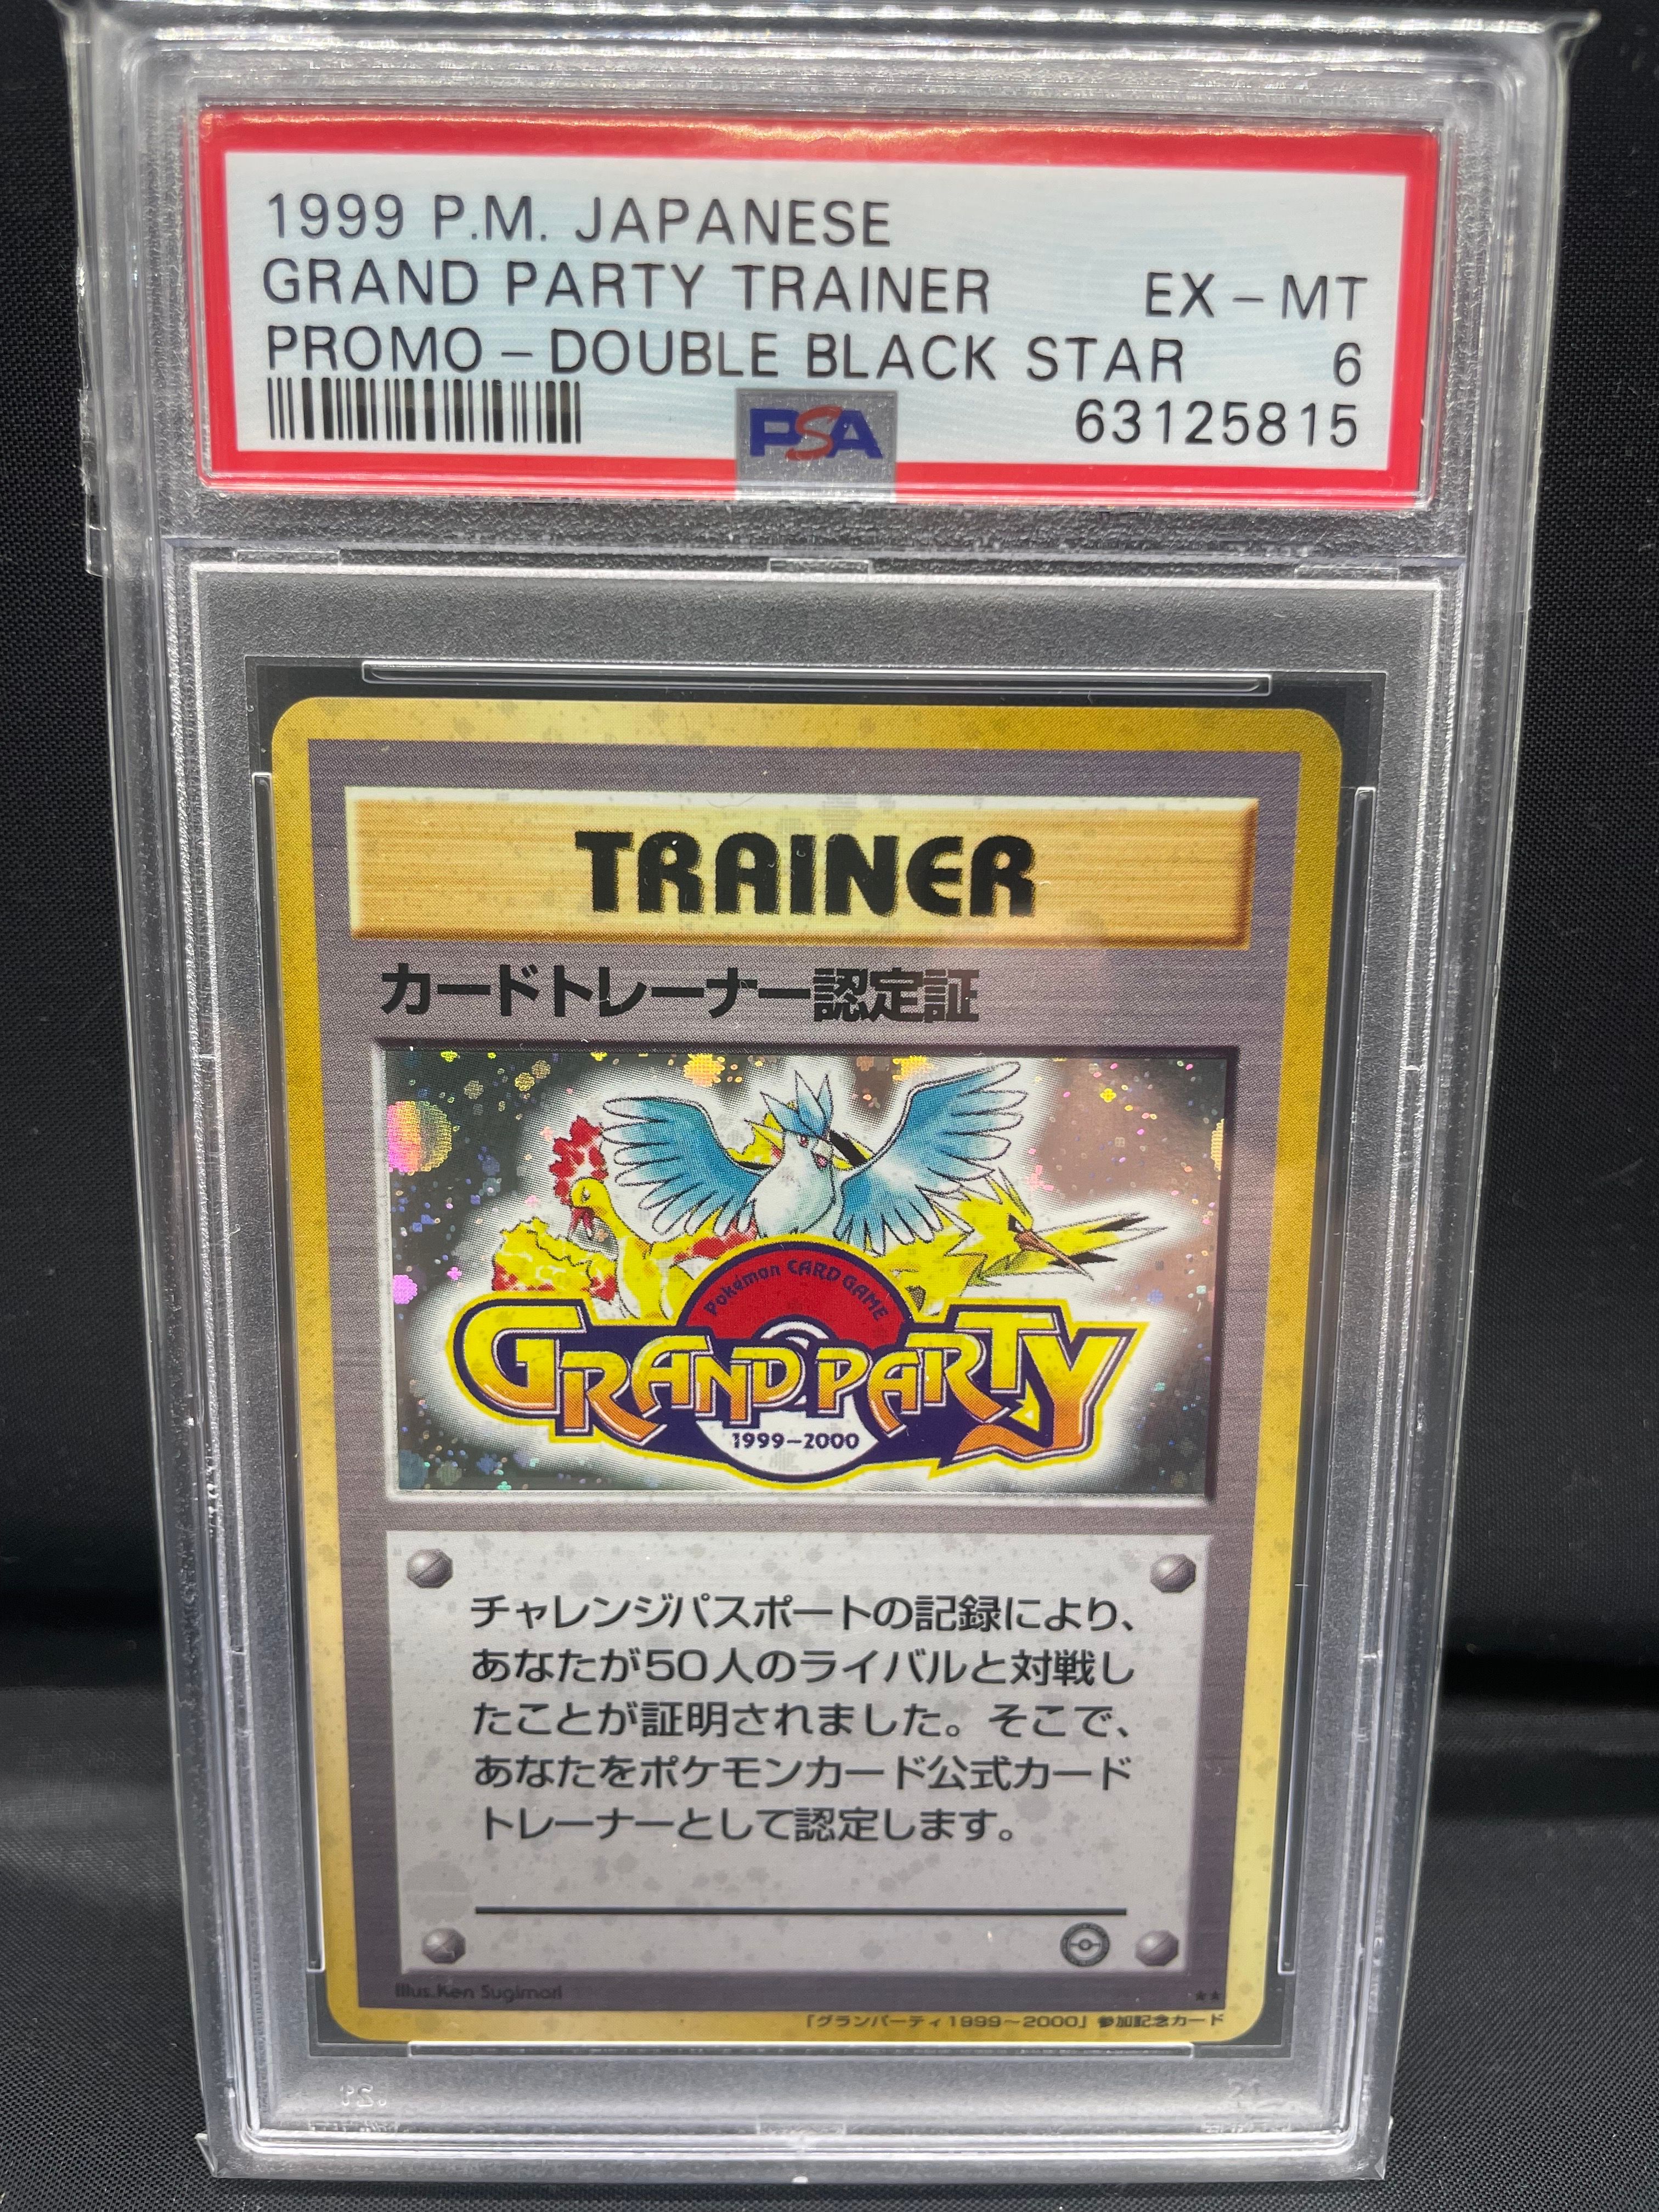 1999 P.M. JAPANESE
GRAND PARTY TRAINER EX-MT
PROMO-DOUBLE BLACK STAR 6
PSA 63125815
TRAINER
カードトレーナー認定証
Pokémon CARD GAME
GRAND PARTY
1999-2000
チャレンジパスポートの記録により、
あなたが50人のライバルと対戦し
たことが証明されました。そこで、
あなたをポケモンカード公式カード
トレーナーとして認定します。
Illus. Ken Sugimori ★★
「グランパーティ1999〜2000」参加記念カード